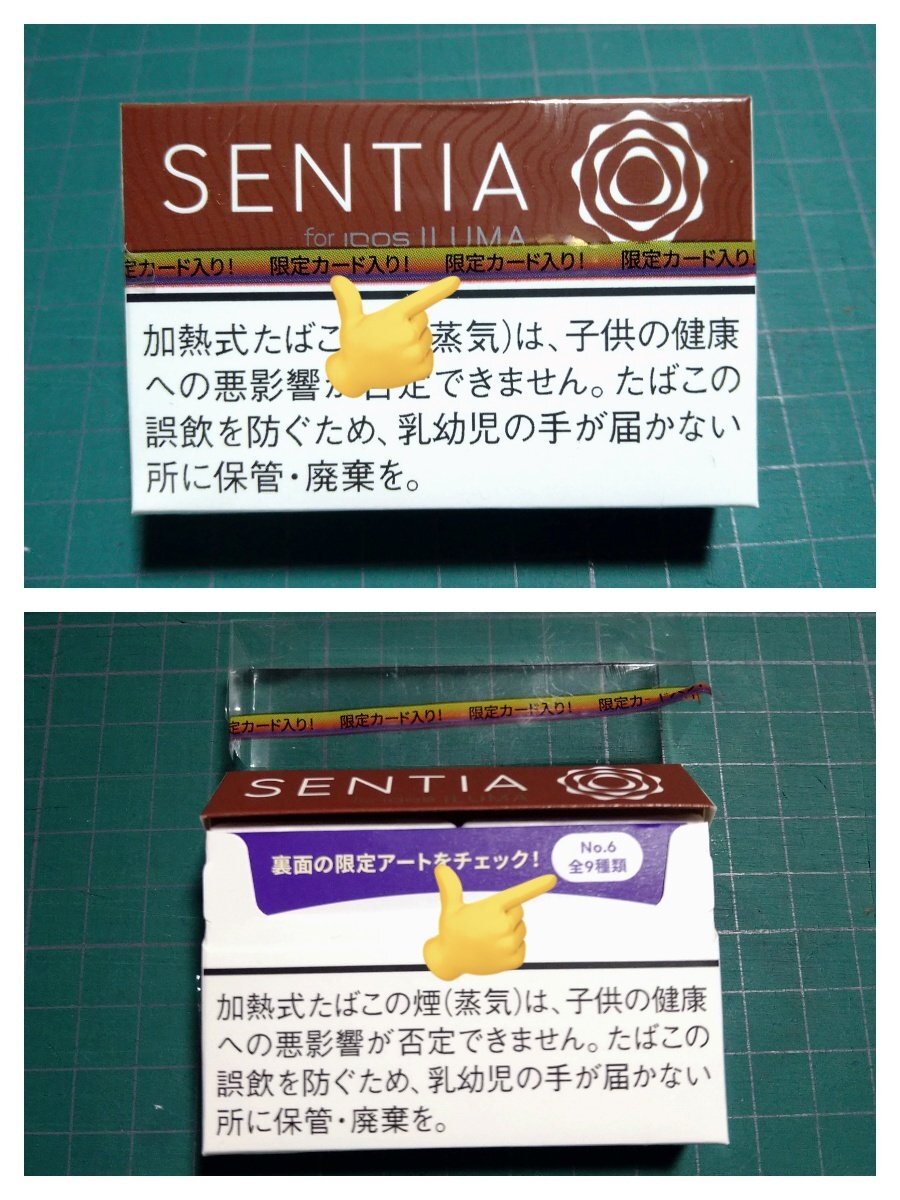 SENTIA
for IQOS ILUMA
定カード入り! 限定カード入り! 限定カード入り! 限定カード入り!
加熱式たばこ 蒸気)は、子供の健康
への悪影響が否定できません。たばこの
誤飲を防ぐため、乳幼児の手が届かない
所に保管・廃棄を。
定カード入り! 限定カード入り! 限定カード入り! 限定カード
SENTIA
ILUMA
裏面の限定アートをチェック!
No.6
全9種類
加熱式たばこの煙(蒸気)は、子供の健康
への悪影響が否定できません。たばこの
誤飲を防ぐため、乳幼児の手が届かない
所に保管・廃棄を。